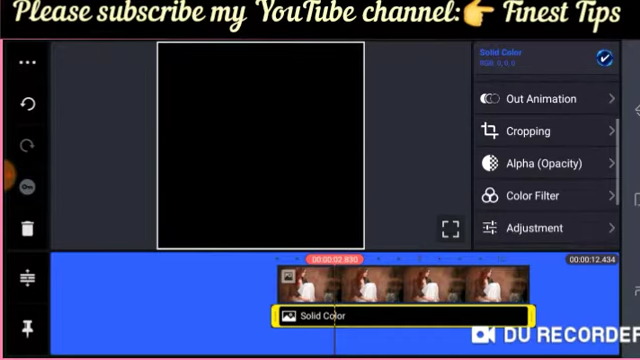 Please subscribe my YouTube channel:👉 Finest Tips
Solid Color
RGB: 0, 0, 0
Out Animation
Cropping
Alpha (Opacity)
Color Filter
Adjustment
00:00:02.830
00:00:12.434
Solid Color
DU RECORDER